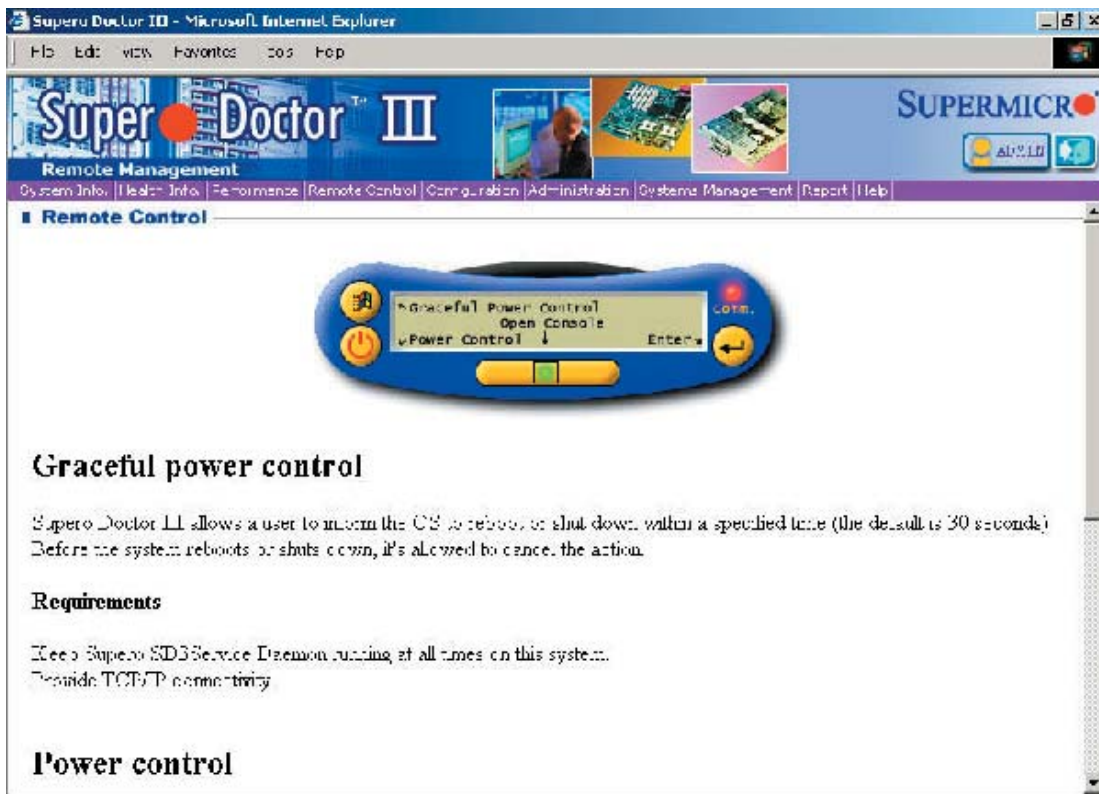 Supero Doctor III - Microsoft Internet Explorer
File Edit View Favorites Tools Help
Super Doctor™ III
SUPERMICR
Remote Management
ADMIN
System Info. Health Info. Performance Remote Control Configuration Administration Systems Management Report Help
Remote Control
Graceful Power Control
Open Console
Power Control Enter
Comm.
Graceful power control
Supero Doctor III allows a user to inform the OS to reboot or shut down within a specified time (the default is 30 seconds)
Before the system reboots or shuts down, it's allowed to cancel the action.
Requirements
Keep Supero SD3Service Daemon running at all times on this system.
Provide TCP/IP connectivity
Power control